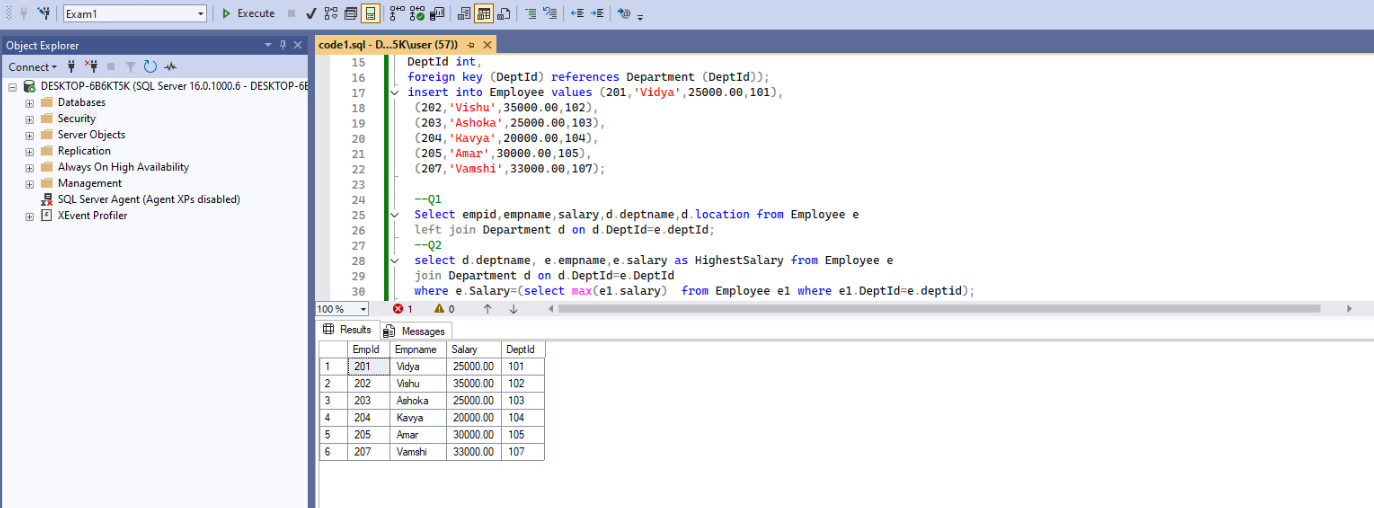 Exam1 Execute
Object Explorer
Connect
DESKTOP-6B6KT5K (SQL Server 16.0.1000.6 - DESKTOP-6B
Databases
Security
Server Objects
Replication
Always On High Availability
Management
SQL Server Agent (Agent XPs disabled)
XEvent Profiler
code1.sql - D...5K\user (57))
15 DeptId int,
16 foreign key (DeptId) references Department (DeptId));
17 insert into Employee values (201,'Vidya',25000.00,101),
18 (202,'Vishu',35000.00,102),
19 (203,'Ashoka',25000.00,103),
20 (204,'Kavya',20000.00,104),
21 (205,'Amar',30000.00,105),
22 (207,'Vamshi',33000.00,107);
23
24 --Q1
25 Select empid,empname,salary,d.deptname,d.location from Employee e
26 left join Department d on d.DeptId=e.deptId;
27 --Q2
28 select d.deptname, e.empname,e.salary as HighestSalary from Employee e
29 join Department d on d.DeptId=e.DeptId
30 where e.Salary=(select max(e1.salary)  from Employee e1 where e1.DeptId=e.deptid);
100 % 1 0
Results Messages
EmpId Empname Salary DeptId
1 201 Vidya 25000.00 101
2 202 Vishu 35000.00 102
3 203 Ashoka 25000.00 103
4 204 Kavya 20000.00 104
5 205 Amar 30000.00 105
6 207 Vamshi 33000.00 107